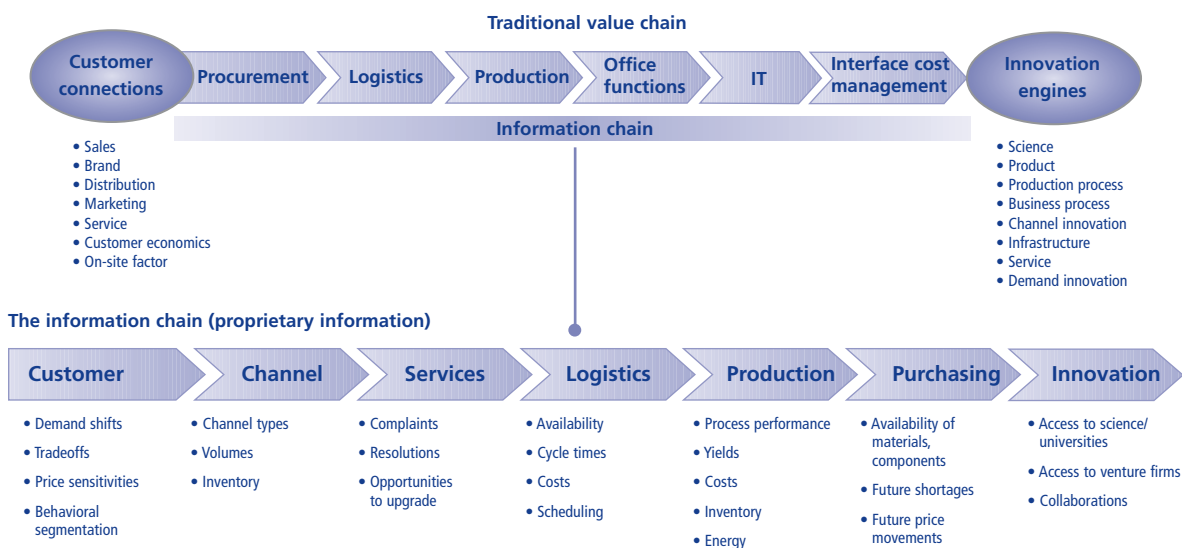 Traditional value chain
Customer
connections
Procurement
Logistics
Production
Office
functions
IT
Interface cost
management
Innovation
engines
Information chain
• Sales
• Brand
• Distribution
• Marketing
• Service
• Customer economics
• On-site factor
• Science
• Product
• Production process
• Business process
• Channel innovation
• Infrastructure
• Service
• Demand innovation
The information chain (proprietary information)
Customer
• Demand shifts
• Tradeoffs
• Price sensitivities
• Behavioral
segmentation
Channel
• Channel types
• Volumes
• Inventory
Services
• Complaints
• Resolutions
• Opportunities
to upgrade
Logistics
• Availability
• Cycle times
• Costs
• Scheduling
Production
• Process performance
• Yields
• Costs
• Inventory
• Energy
Purchasing
• Availability of
materials,
components
• Future shortages
• Future price
movements
Innovation
• Access to science/
universities
• Access to venture firms
• Collaborations